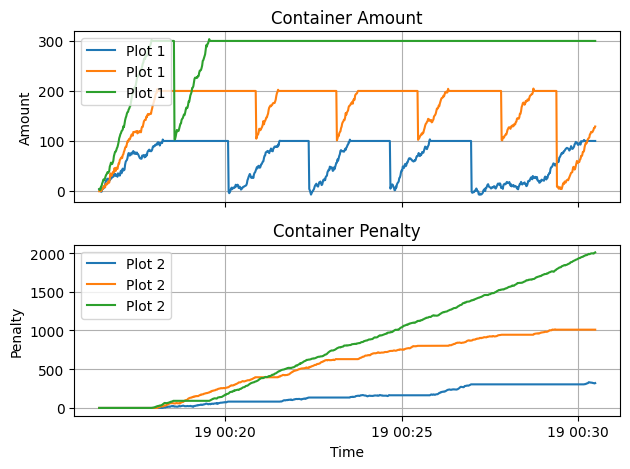 Container Amount
300
200
100
0
Amount
Plot 1
Plot 1
Plot 1
Container Penalty
2000
1500
1000
500
0
Penalty
Plot 2
Plot 2
Plot 2
19 00:20
19 00:25
19 00:30
Time